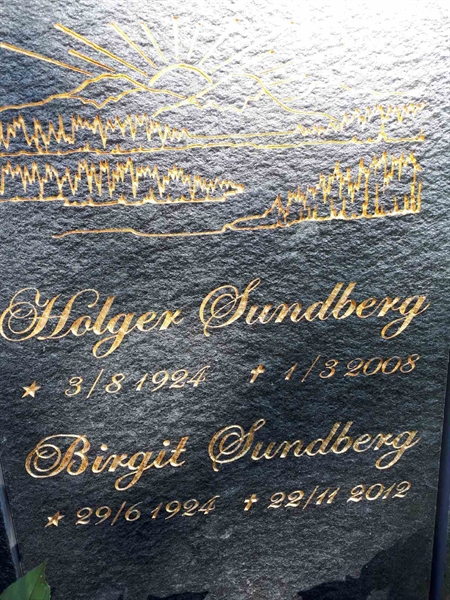 Holger Sundberg
★ 3/8 1924 ✝ 1/3 2008
Birgit Sundberg
★ 29/6 1924 ✝ 22/11 2012